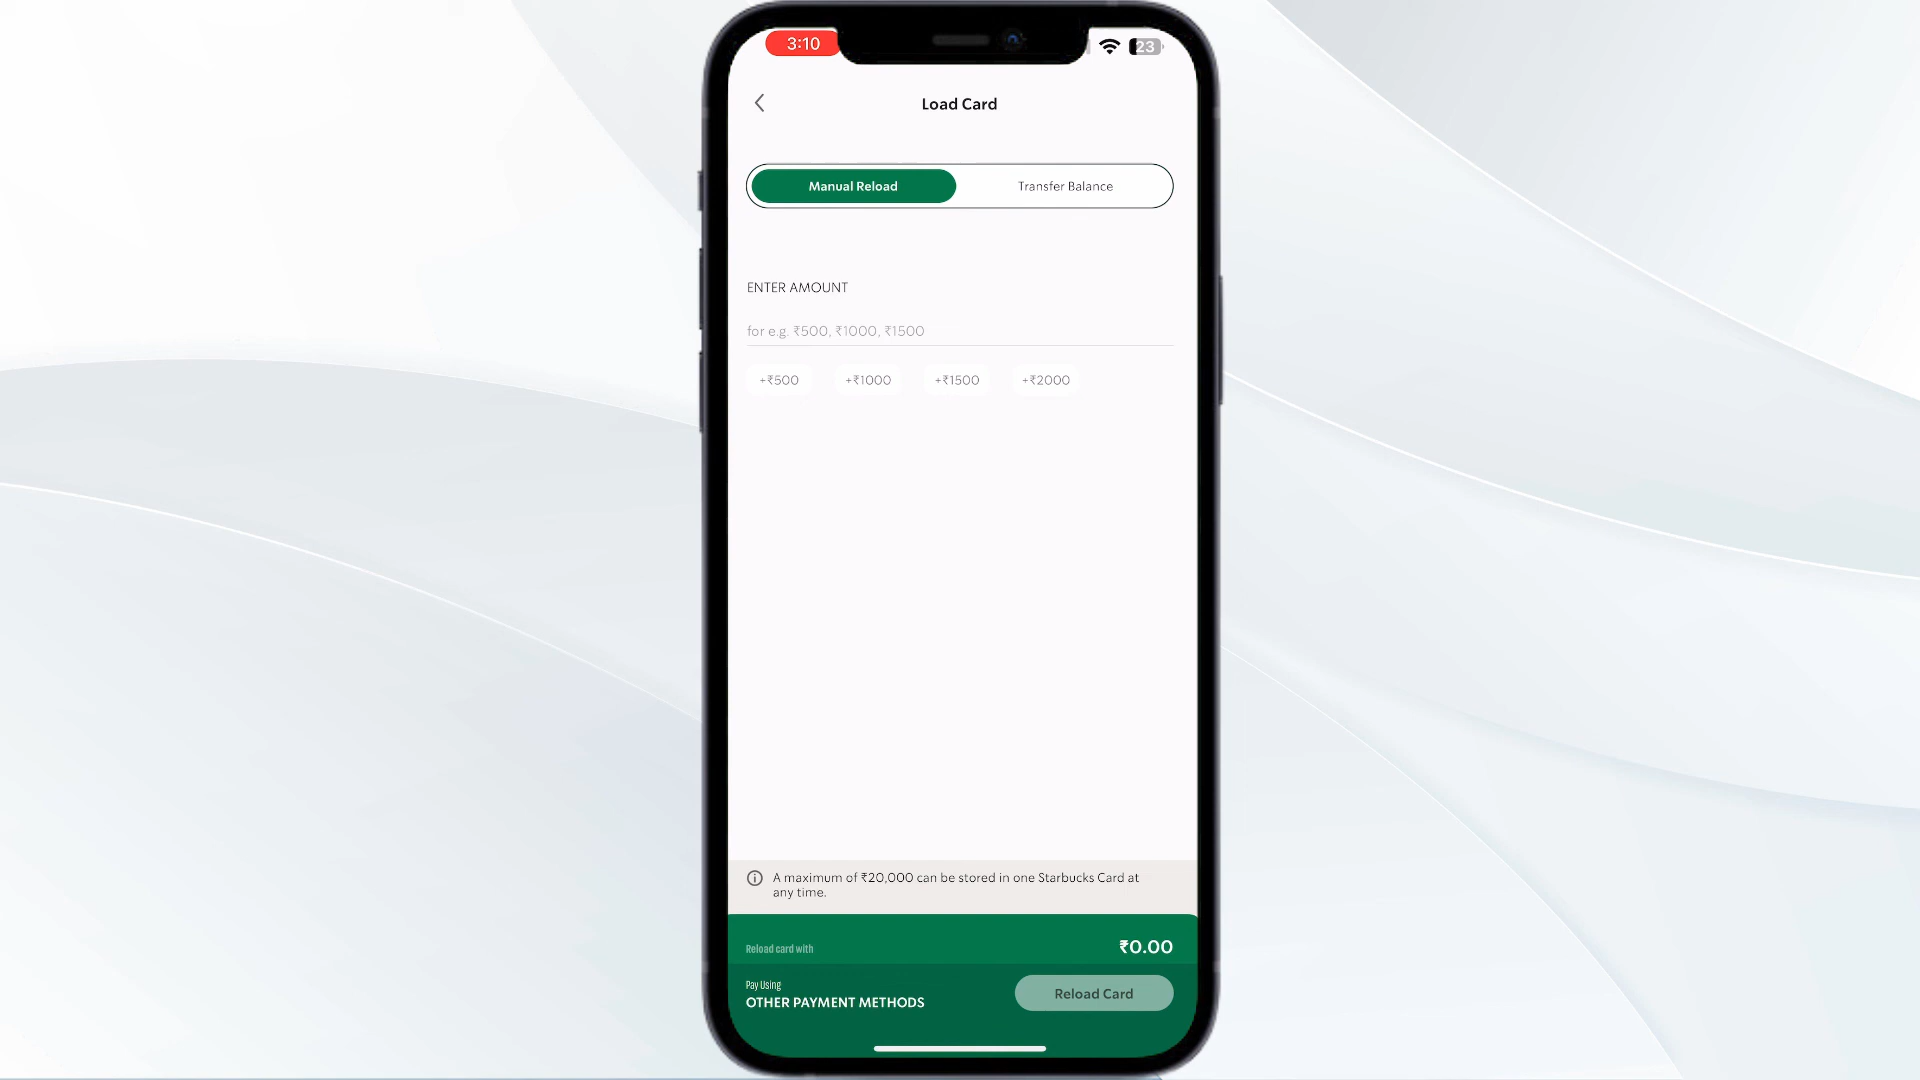 3:10
23
Load Card
Manual Reload
Transfer Balance
ENTER AMOUNT
for e.g. ₹500, ₹1000, ₹1500
+₹500
+₹1000
+₹1500
+₹2000
A maximum of ₹20,000 can be stored in one Starbucks Card at
any time.
Reload card with
₹0.00
Pay Using
OTHER PAYMENT METHODS
Reload Card